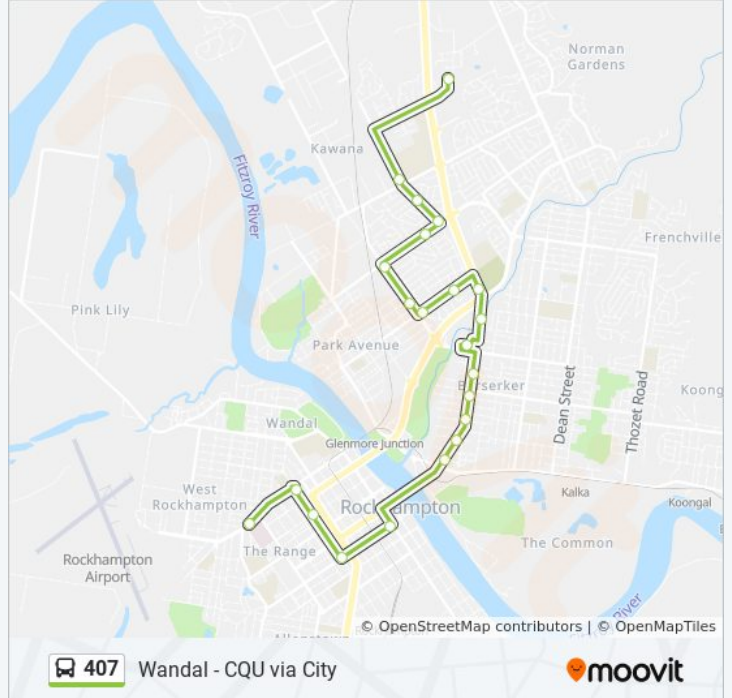 Norman
Gardens
Kawana
Fitzroy River
Frenchville
Pink Lily
Park Avenue
Dean Street
Thozet Road
Koong
Wandal
Glenmore Junction
West
Rockhampton
Kalka
Koongal
The Range
The Common
Rockhampton
Airport
River
© OpenStreetMap contributors | © OpenMapTiles
407 Wandal - CQU via City
moovit